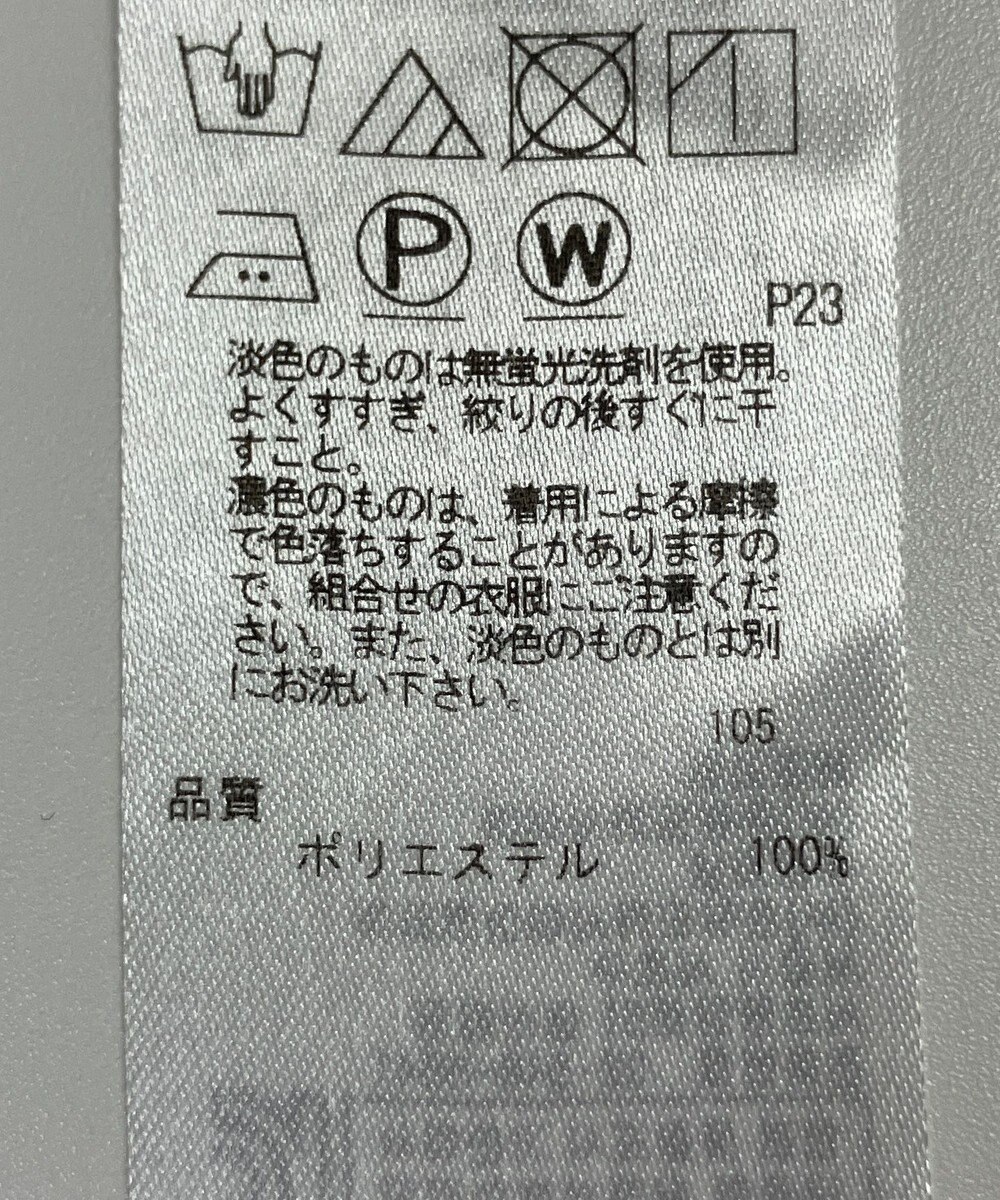 P W
P23
淡色のものは無蛍光洗剤を使用。
よくすすぎ、絞りの後すぐに干
すこと。
濃色のものは、着用による摩擦
で色落ちすることがありますの
で、組合せの衣服にご注意くだ
さい。また、淡色のものとは別
にお洗い下さい。
105
品質
ポリエステル 100%